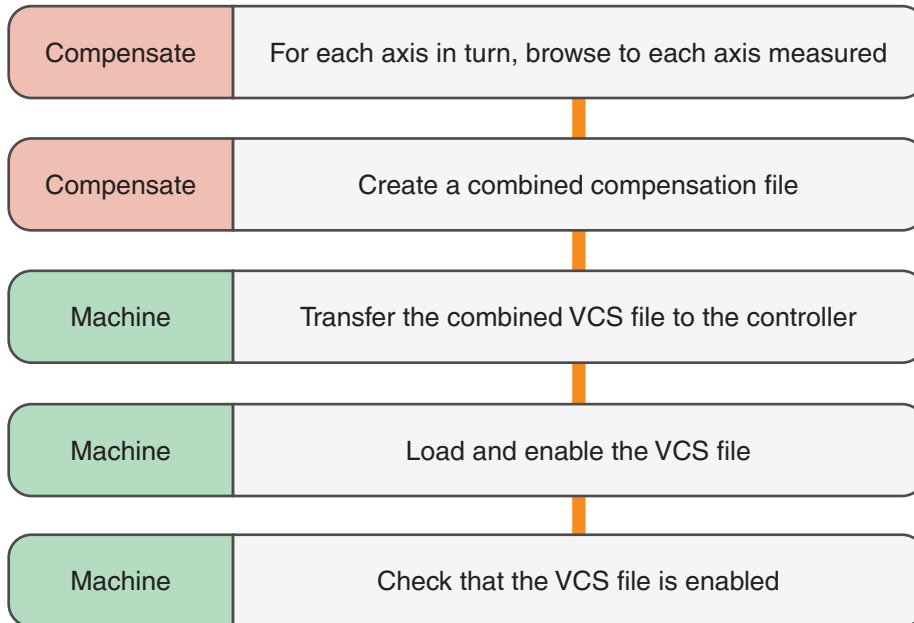 Compensate For each axis in turn, browse to each axis measured
Compensate Create a combined compensation file
Machine Transfer the combined VCS file to the controller
Machine Load and enable the VCS file
Machine Check that the VCS file is enabled